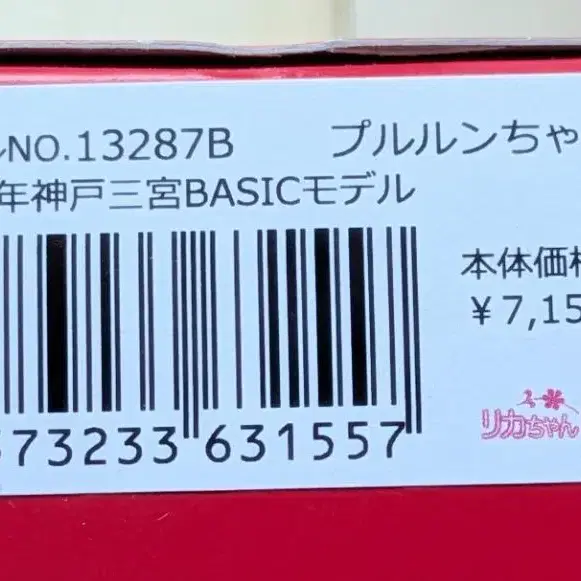 NO.13287B プルルンちゃ
年神戸三宮BASICモデル
本体価格
¥7,15
73233 631557
リカちゃん